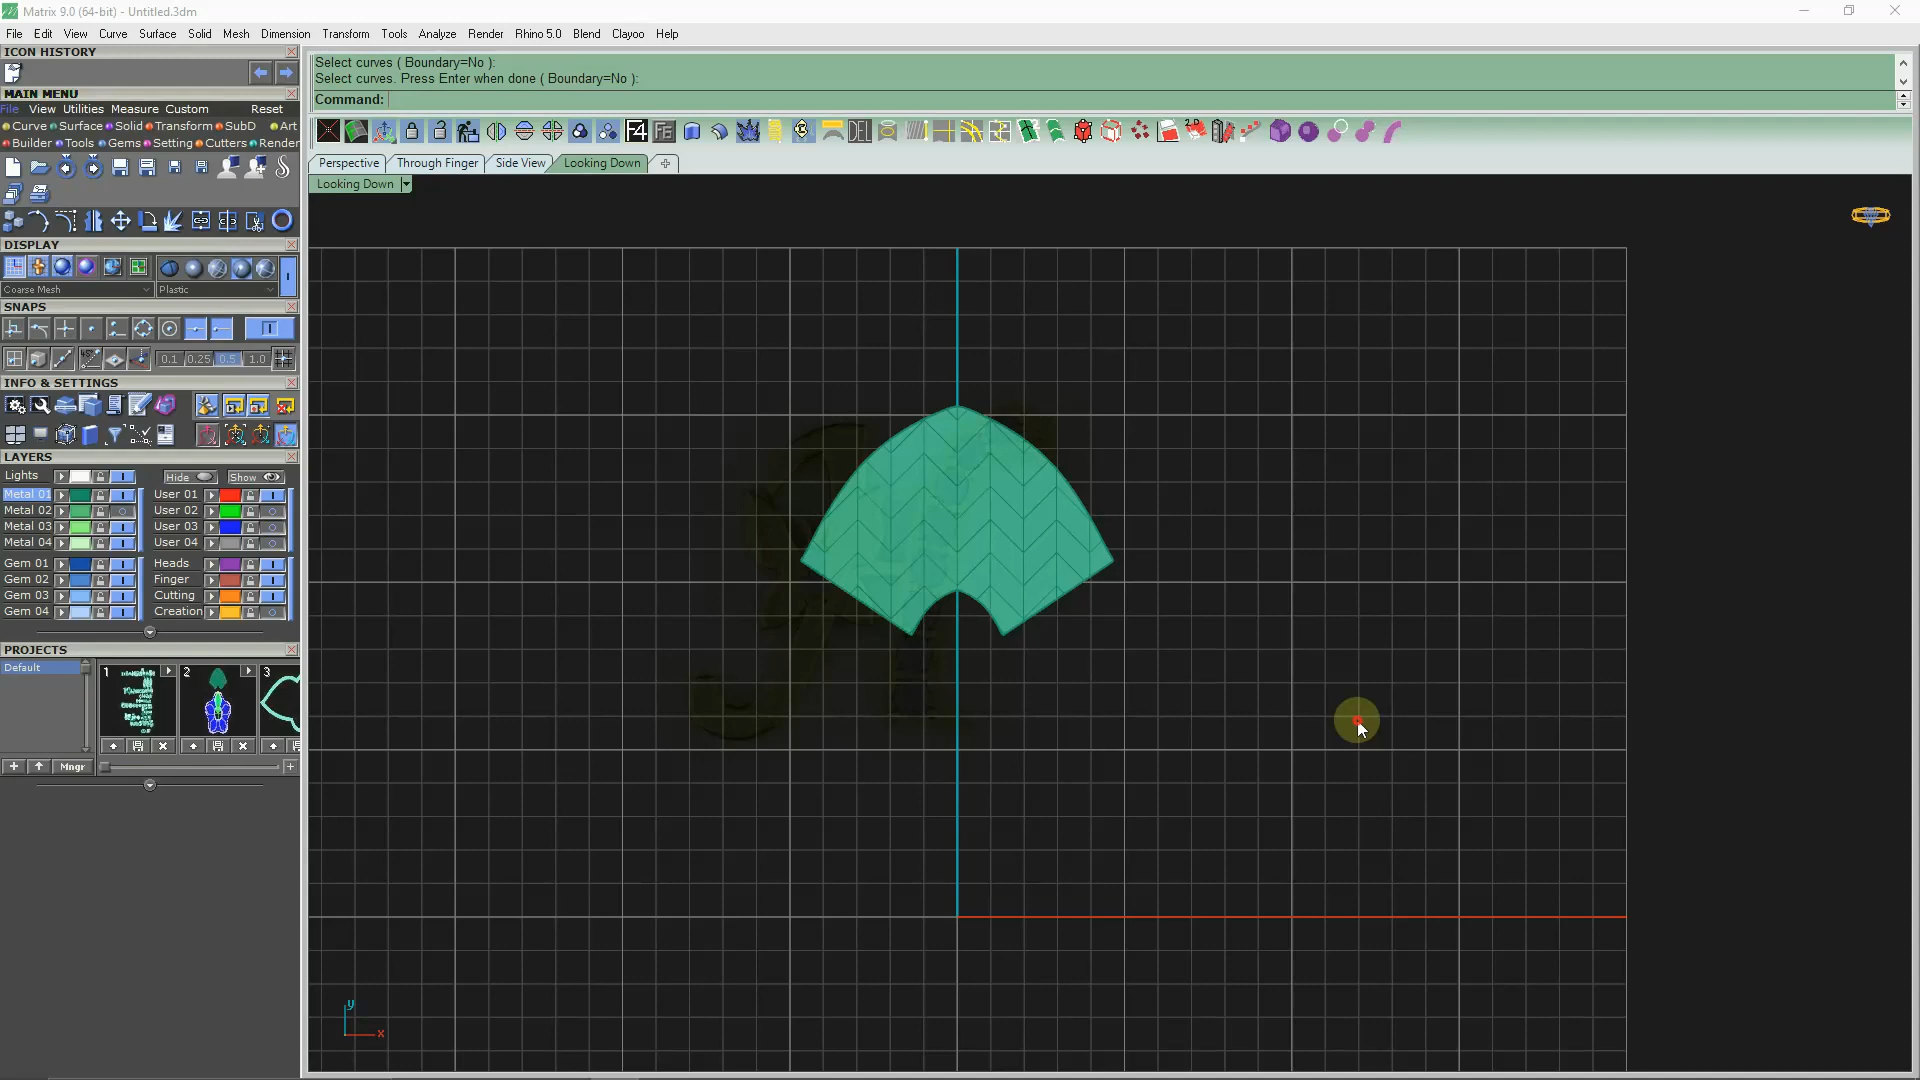 Matrix 9.0 (64-bit) - Untitled.3dm
File Edit View Curve Surface Solid Mesh Dimension Transform Tools Analyze Render Rhino 5.0 Blend Clayoo Help
ICON HISTORY
Select curves ( Boundary=No ):
Select curves. Press Enter when done ( Boundary=No ):
Command:
MAIN MENU
File View Utilities Measure Custom Reset
Curve Surface Solid Transform SubD Art
Builder Tools Gems Setting Cutters Render
F4 F6 DEL 2D
Perspective Through Finger Side View Looking Down
Looking Down
DISPLAY
Coarse Mesh Plastic
SNAPS
0.1 0.25 0.5 1.0
INFO & SETTINGS
LAYERS
Lights Hide Show
Metal 01 User 01
Metal 02 User 02
Metal 03 User 03
Metal 04 User 04
Gem 01 Heads
Gem 02 Finger
Gem 03 Cutting
Gem 04 Creation
PROJECTS
Default
1 2 3
Mngr
y
x